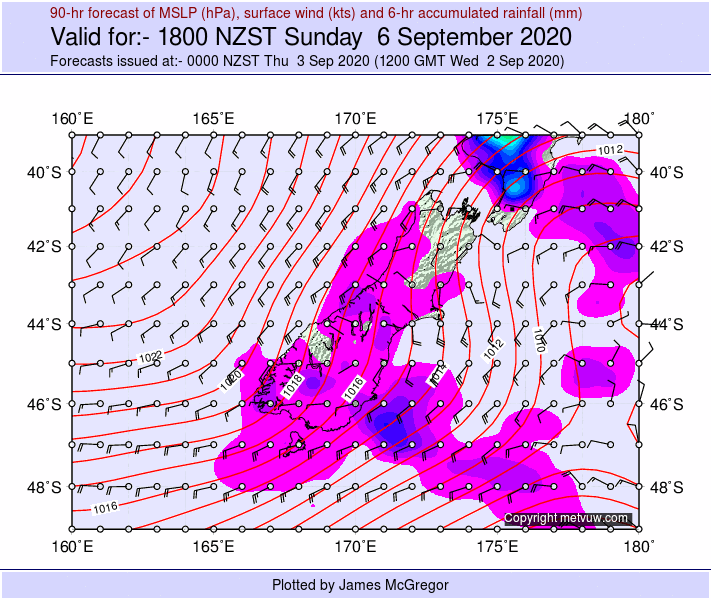 90-hr forecast of MSLP (hPa), surface wind (kts) and 6-hr accumulated rainfall (mm)
Valid for:- 1800 NZST Sunday 6 September 2020
Forecasts issued at:- 0000 NZST Thu 3 Sep 2020 (1200 GMT Wed 2 Sep 2020)
160°E 165°E 170°E 175°E 180°
1012
40°S 40°S
42°S 42°S
44°S 44°S
1022 1012 1010
1020 1018 1016 1014
46°S 46°S
48°S 48°S
1016
Copyright metvuw.com
160°E 165°E 170°E 175°E 180°
Plotted by James McGregor